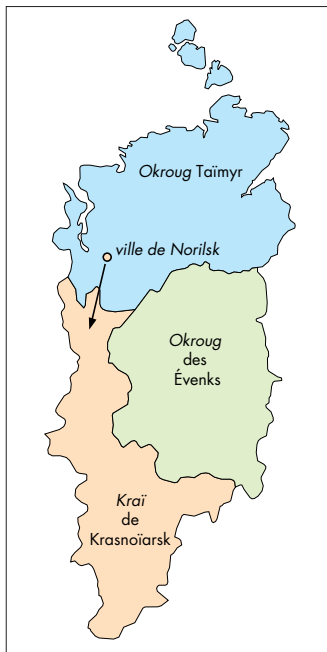 Okroug Taïmyr
ville de Norilsk
Okroug
des
Évenks
Kraï
de
Krasnoïarsk